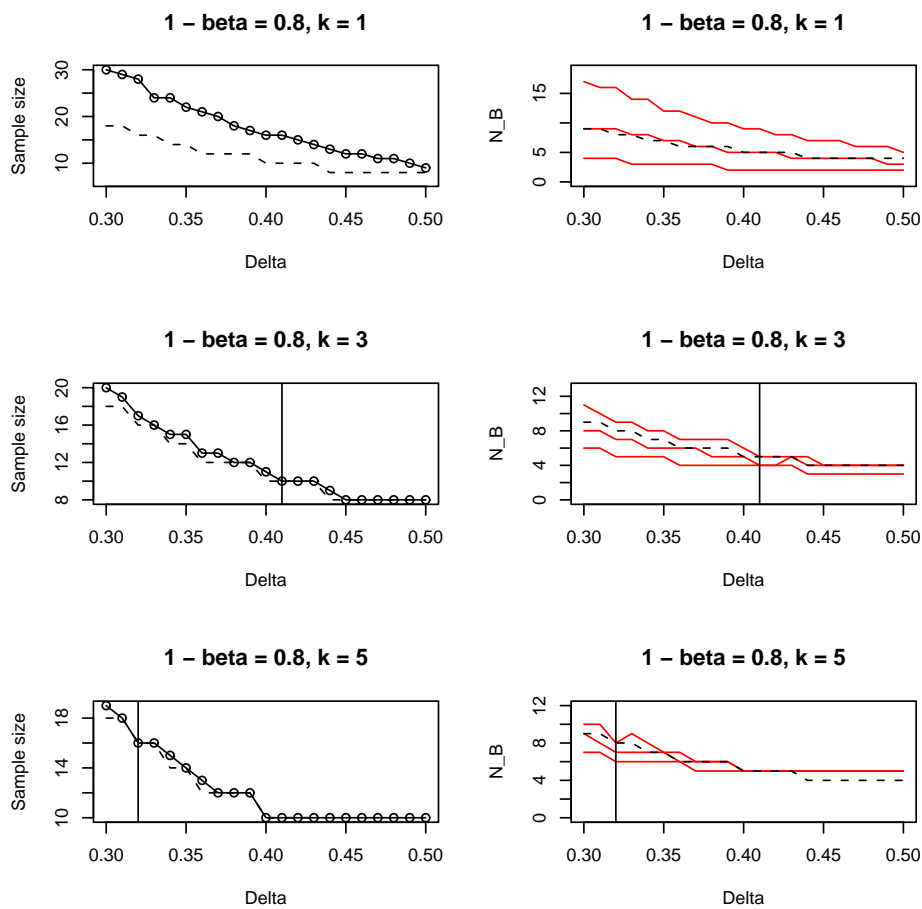 1 − beta = 0.8, k = 1
Sample size
10 20 30
0.30 0.35 0.40 0.45 0.50
Delta
1 − beta = 0.8, k = 1
N_B
0 5 15
0.30 0.35 0.40 0.45 0.50
Delta
1 − beta = 0.8, k = 3
Sample size
8 12 16 20
0.30 0.35 0.40 0.45 0.50
Delta
1 − beta = 0.8, k = 3
N_B
0 4 8 12
0.30 0.35 0.40 0.45 0.50
Delta
1 − beta = 0.8, k = 5
Sample size
10 14 18
0.30 0.35 0.40 0.45 0.50
Delta
1 − beta = 0.8, k = 5
N_B
0 4 8 12
0.30 0.35 0.40 0.45 0.50
Delta